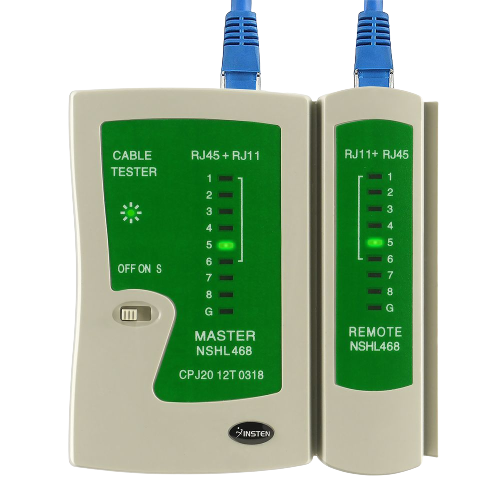 CABLE
TESTER
OFF ON S
RJ45 + RJ11
1
2
3
4
5
6
7
8
G
MASTER
NSHL468
CPJ20 12T 0318
INSTEN
RJ11+ RJ45
1
2
3
4
5
6
7
8
G
REMOTE
NSHL468